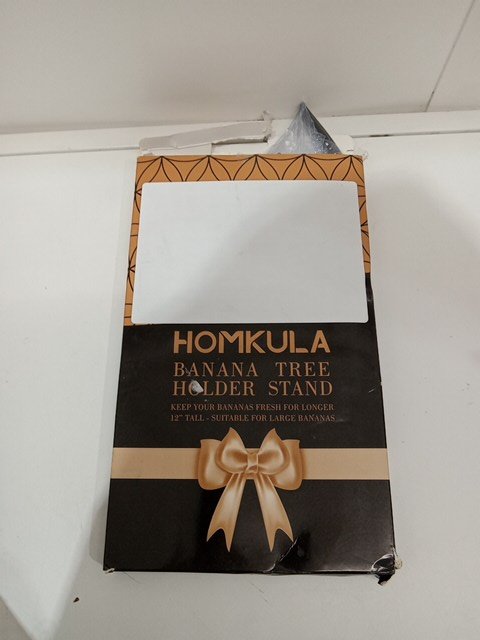 HOMKULA
BANANA TREE
HOLDER STAND
KEEP YOUR BANANAS FRESH FOR LONGER
12" TALL - SUITABLE FOR LARGE BANANAS